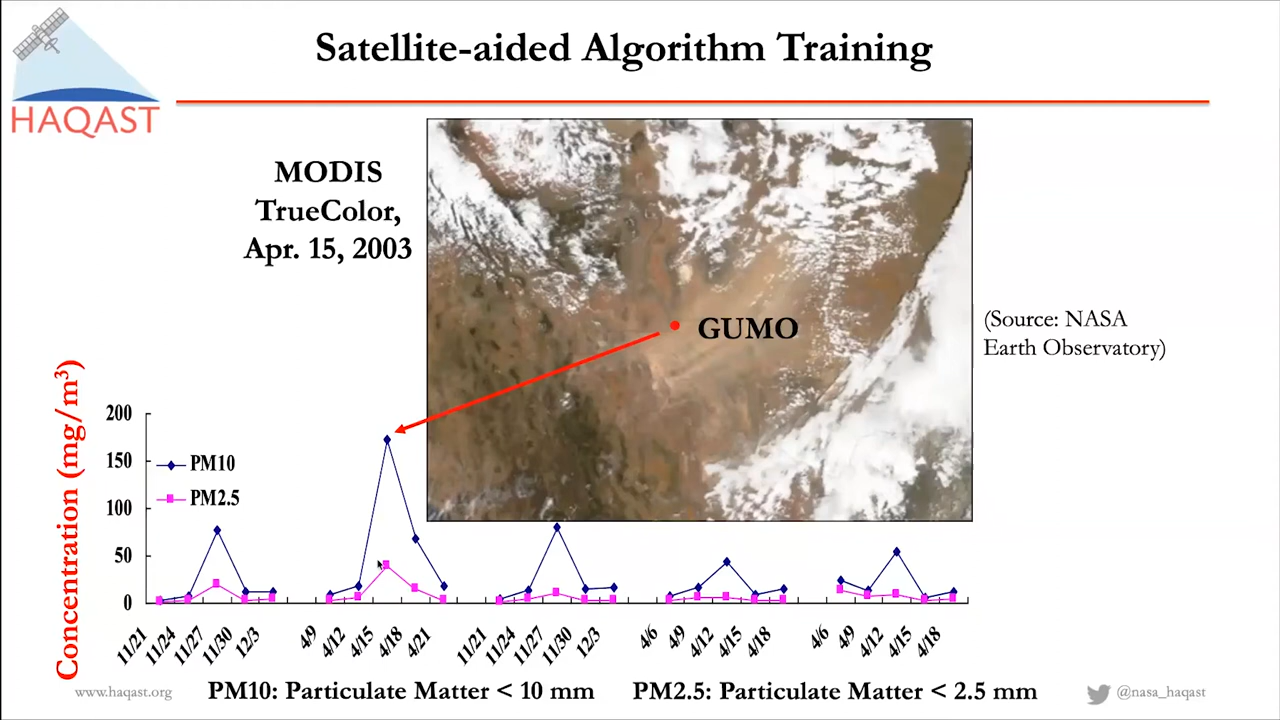 HAQAST
Satellite-aided Algorithm Training
MODIS
TrueColor,
Apr. 15, 2003
GUMO
(Source: NASA
Earth Observatory)
Concentration (mg/m³)
200
150
100
50
0
PM10
PM2.5
11/21
11/24
11/27
11/30
12/3
4/9
4/12
4/15
4/18
4/21
11/21
11/24
11/27
11/30
12/3
4/6
4/9
4/12
4/15
4/18
4/6
4/9
4/12
4/15
4/18
www.haqast.org
PM10: Particulate Matter < 10 mm
PM2.5: Particulate Matter < 2.5 mm
@nasa_haqast